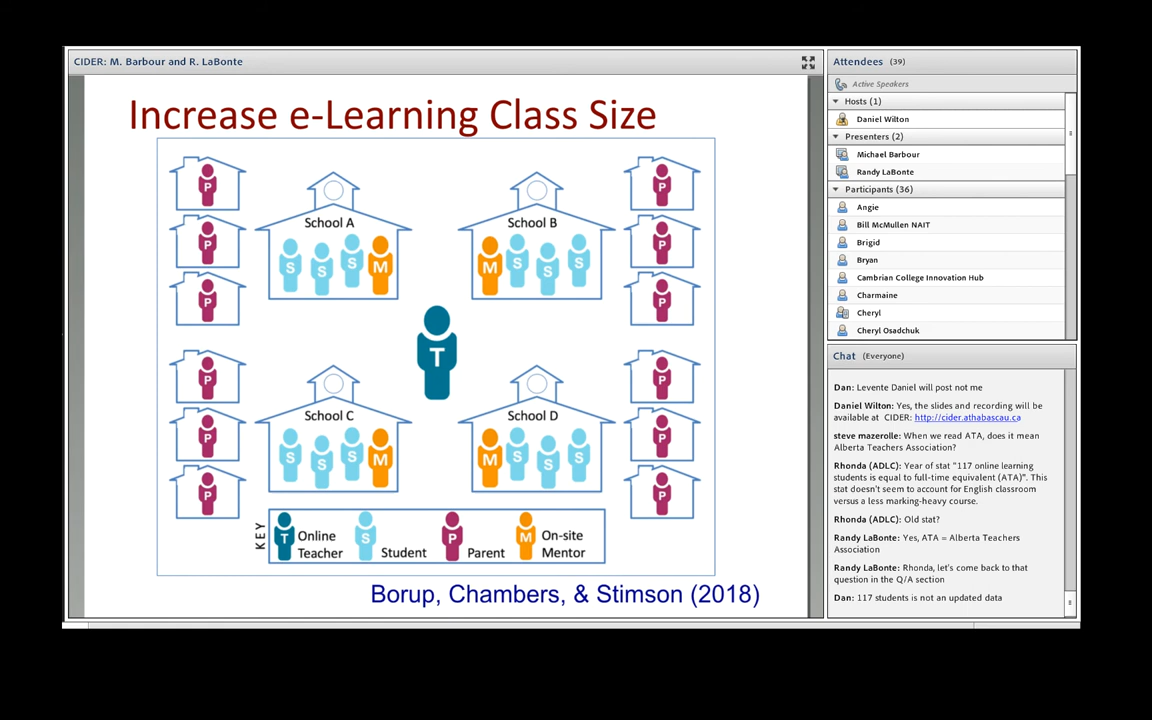 CIDER: M. Barbour and R. LaBonte
Increase e-Learning Class Size
P
P
School A
School B
P
P
S S S M
M S S S
P
P
T
P
P
School C
School D
P
P
S S S M
M S S S
P
P
KEY
T Online Teacher
S Student
P Parent
M On-site Mentor
Borup, Chambers, & Stimson (2018)
Attendees (39)
Active Speakers
Hosts (1)
Daniel Wilton
Presenters (2)
Michael Barbour
Randy LaBonte
Participants (36)
Angie
Bill McMullen NAIT
Brigid
Bryan
Cambrian College Innovation Hub
Charmaine
Cheryl
Cheryl Osadchuk
Chat (Everyone)
Dan: Levente Daniel will post not me
Daniel Wilton: Yes, the slides and recording will be
available at CIDER: http://cider.athabascau.ca
steve mazerolle: When we read ATA, does it mean
Alberta Teachers Association?
Rhonda (ADLC): Year of stat "117 online learning
students is equal to full-time equivalent (ATA)". This
stat doesn't seem to account for English classroom
versus a less marking-heavy course.
Rhonda (ADLC): Old stat?
Randy LaBonte: Yes, ATA = Alberta Teachers
Association
Randy LaBonte: Rhonda, let's come back to that
question in the Q/A section
Dan: 117 students is not an updated data